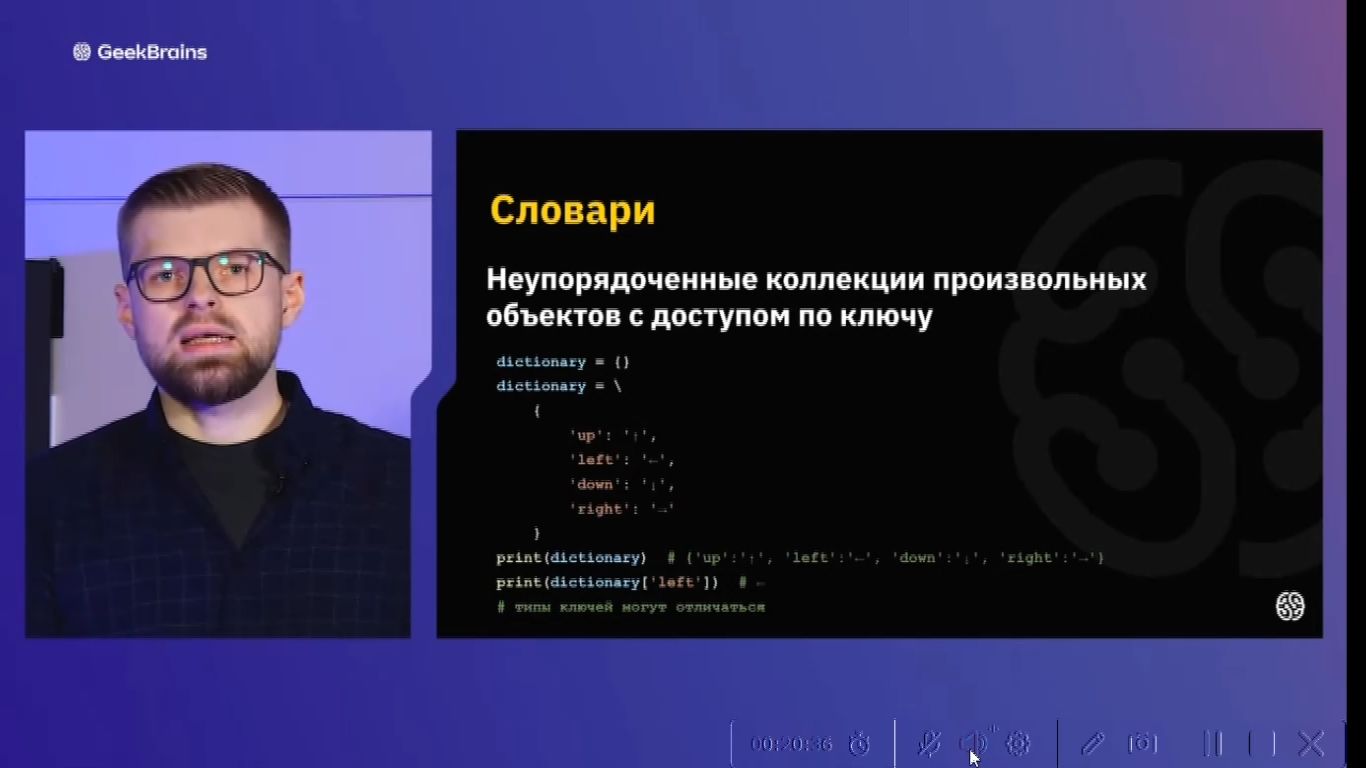 GeekBrains
Словари
Неупорядоченные коллекции произвольных
объектов с доступом по ключу
dictionary = {}
dictionary = \
{
'up': '↑',
'left': '←',
'down': '↓',
'right': '→'
}
print(dictionary) # {'up':'↑', 'left':'←', 'down':'↓', 'right':'→'}
print(dictionary['left']) # ←
# типы ключей могут отличаться
00:20:36